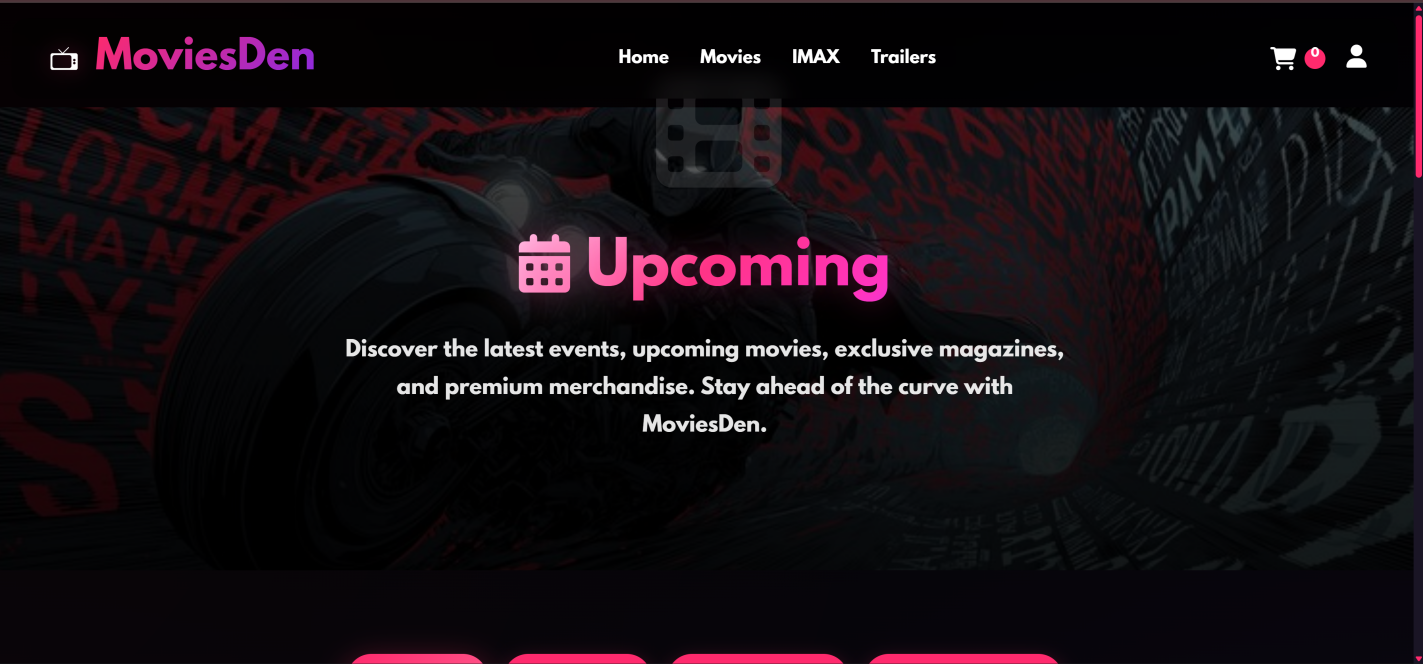 MoviesDen
Home Movies IMAX Trailers
0
Upcoming
Discover the latest events, upcoming movies, exclusive magazines,
and premium merchandise. Stay ahead of the curve with
MoviesDen.